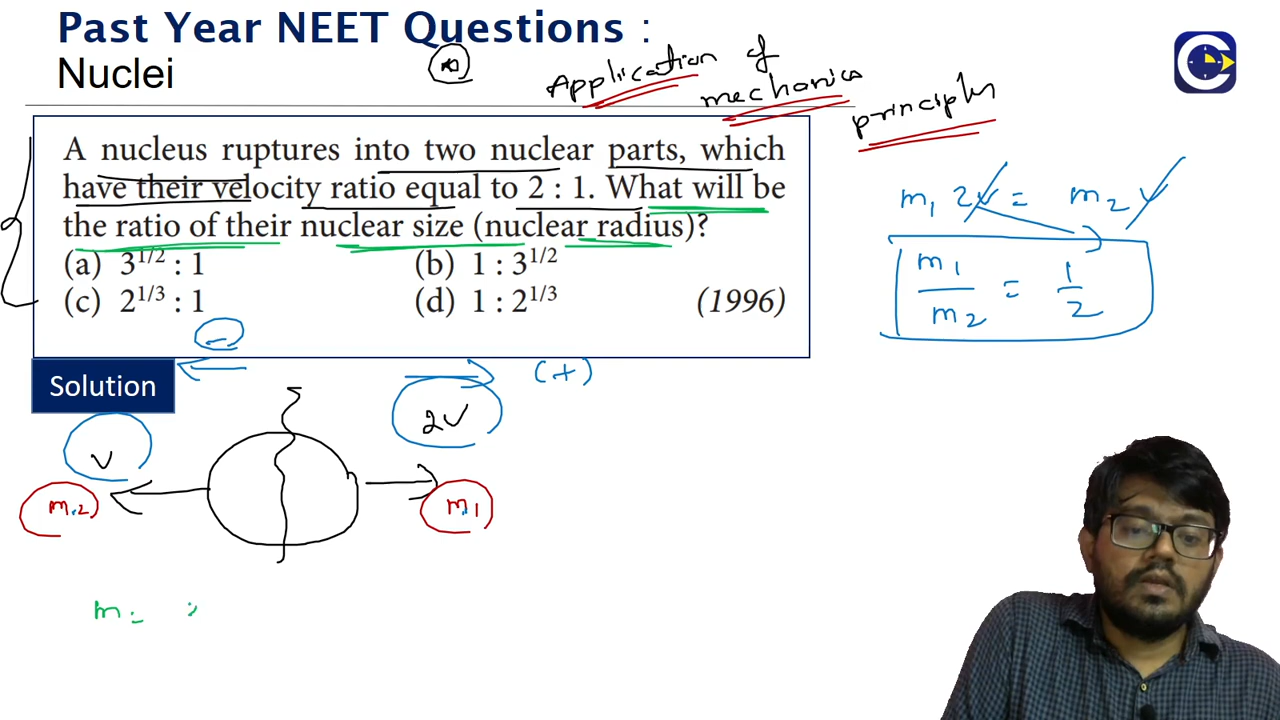 Past Year NEET Questions :
Nuclei
Application of
mechanics
principles
A nucleus ruptures into two nuclear parts, which
have their velocity ratio equal to 2 : 1. What will be
the ratio of their nuclear size (nuclear radius)?
(a) 3^{1/2} : 1 (b) 1 : 3^{1/2}
(c) 2^{1/3} : 1 (d) 1 : 2^{1/3} (1996)
m₁ 2v = m₂ v
m₁/m₂ = 1/2
Solution
(+)
2V
V
m₂
m₁
m =